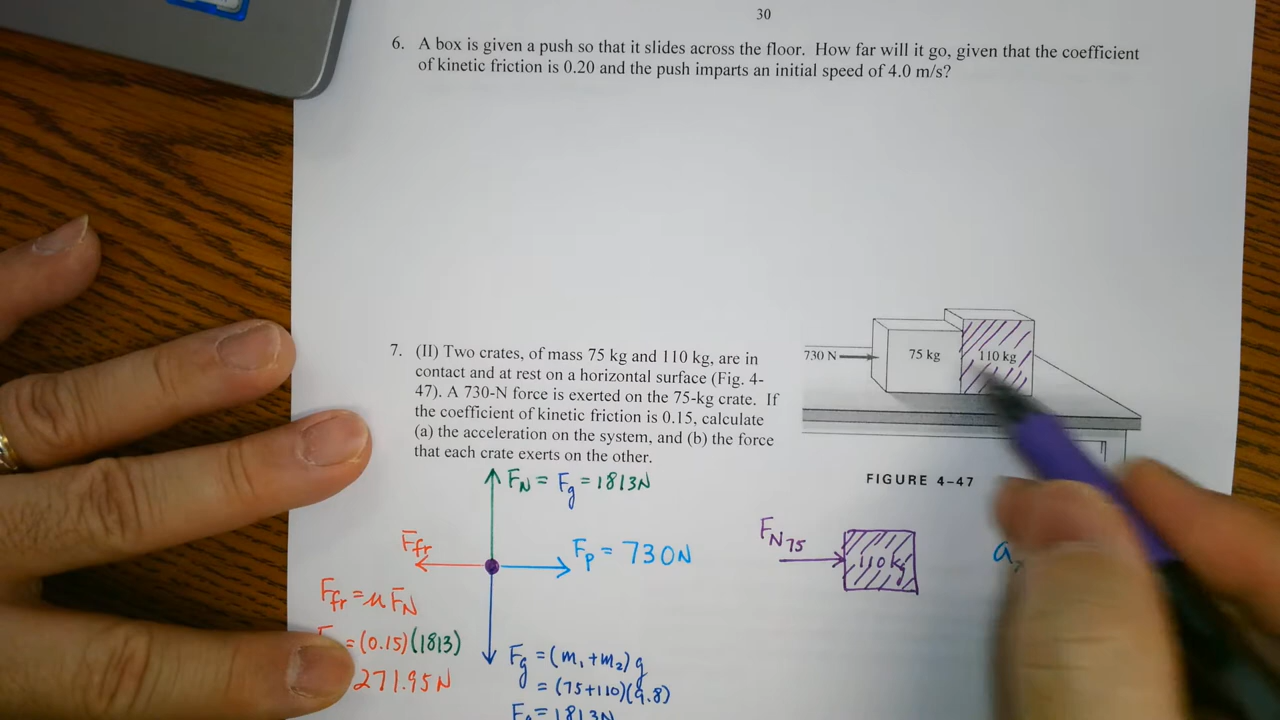 30
6. A box is given a push so that it slides across the floor. How far will it go, given that the coefficient
of kinetic friction is 0.20 and the push imparts an initial speed of 4.0 m/s?
7. (II) Two crates, of mass 75 kg and 110 kg, are in
contact and at rest on a horizontal surface (Fig. 4-
47). A 730-N force is exerted on the 75-kg crate. If
the coefficient of kinetic friction is 0.15, calculate
(a) the acceleration on the system, and (b) the force
that each crate exerts on the other.
730 N
75 kg
110 kg
FIGURE 4–47
FN = Fg = 1813N
Ffr
Fp = 730N
Ffr = μ FN
= (0.15)(1813)
271.95N
Fg = (m₁+m₂)g
= (75+110)(9.8)
Fg = 1813N
FN75
110kg
a